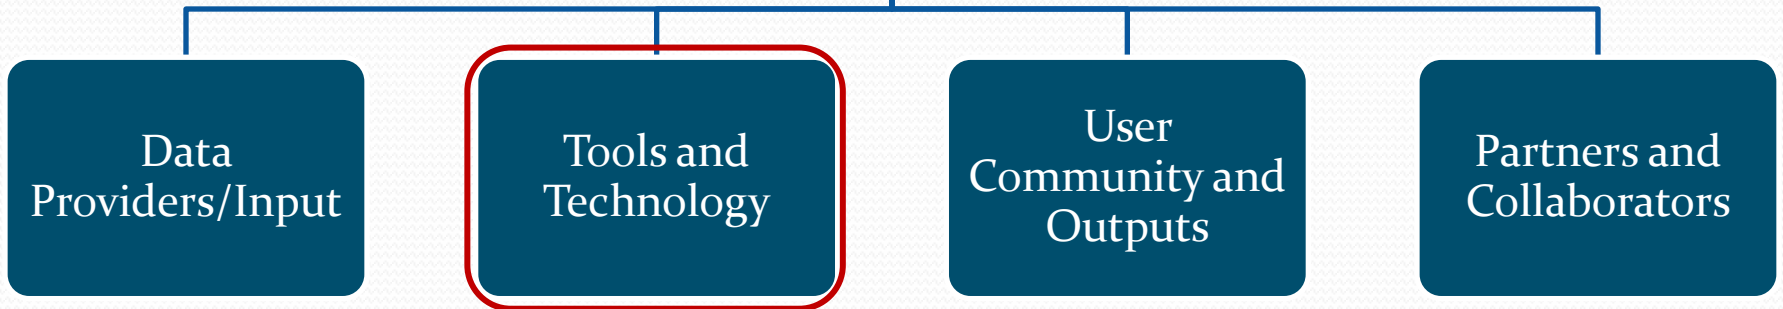 Data
Providers/Input
Tools and
Technology
User
Community and
Outputs
Partners and
Collaborators